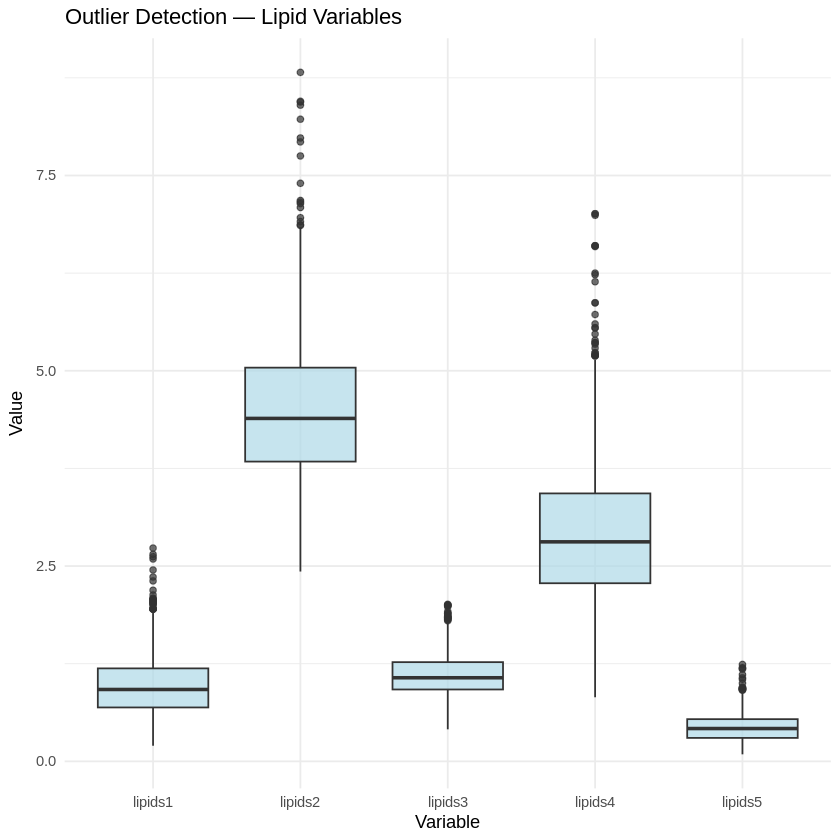 Outlier Detection — Lipid Variables
Value
7.5
5.0
2.5
0.0
lipids1 lipids2 lipids3 lipids4 lipids5
Variable